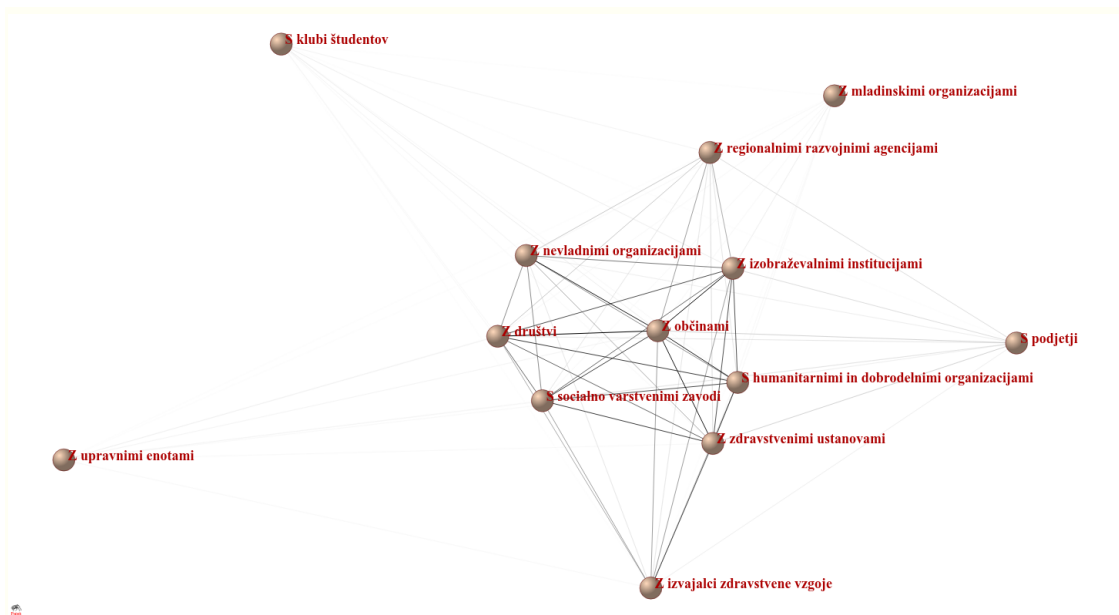 S klubi študentov
Z mladinskimi organizacijami
Z regionalnimi razvojnimi agencijami
Z nevladnimi organizacijami
Z izobraževalnimi institucijami
Z občinami
Z društvi
S podjetji
S humanitarnimi in dobrodelnimi organizacijami
S socialno varstvenimi zavodi
Z zdravstvenimi ustanovami
Z upravnimi enotami
Z izvajalci zdravstvene vzgoje